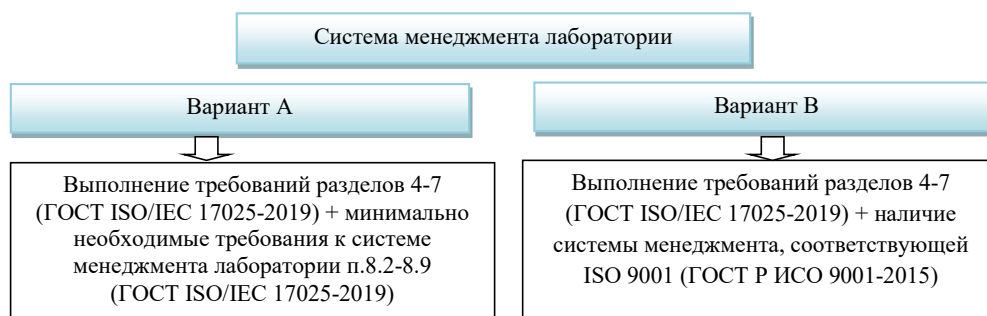 Система менеджмента лаборатории
Вариант А
Вариант В
Выполнение требований разделов 4-7
(ГОСТ ISO/IEC 17025-2019) + минимально
необходимые требования к системе
менеджмента лаборатории п.8.2-8.9
(ГОСТ ISO/IEC 17025-2019)
Выполнение требований разделов 4-7
(ГОСТ ISO/IEC 17025-2019) + наличие
системы менеджмента, соответствующей
ISO 9001 (ГОСТ Р ИСО 9001-2015)